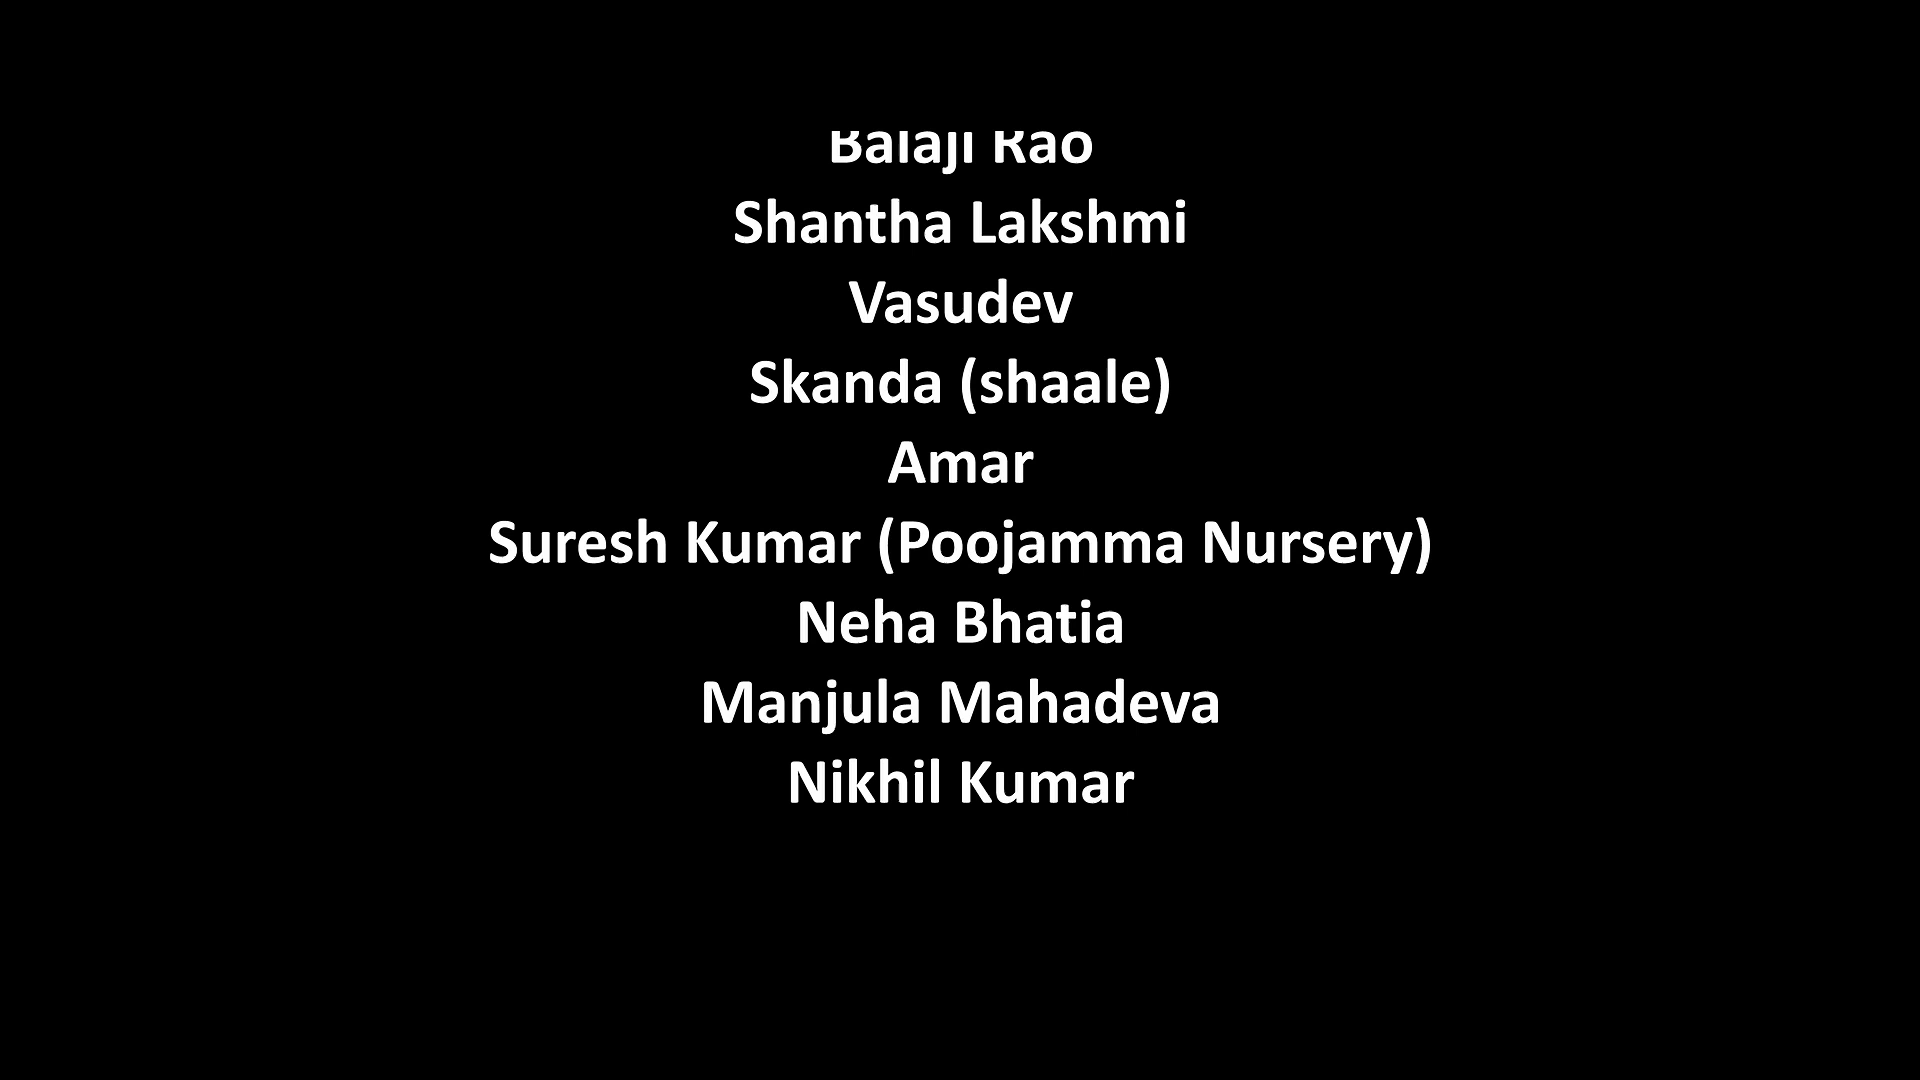 Balaji Rao
Shantha Lakshmi
Vasudev
Skanda (shaale)
Amar
Suresh Kumar (Poojamma Nursery)
Neha Bhatia
Manjula Mahadeva
Nikhil Kumar